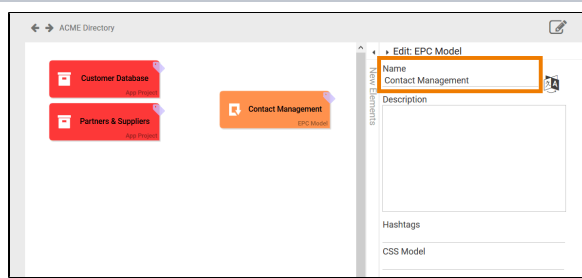 ACME Directory
Edit: EPC Model
Name
Contact Management
Description
New Elements
Customer Database
App Project
Partners & Suppliers
App Project
Contact Management
EPC Model
Hashtags
CSS Model